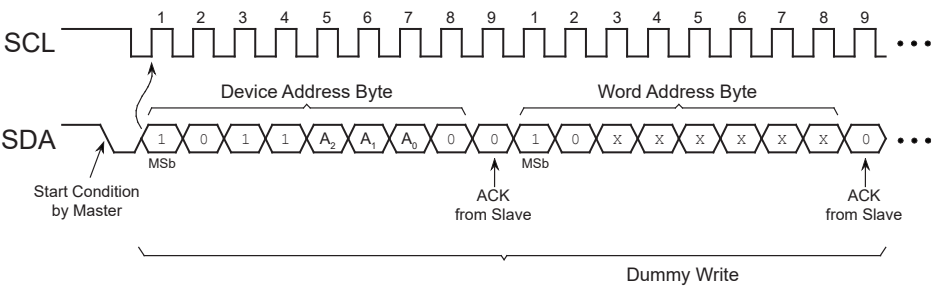 1 2 3 4 5 6 7 8 9 1 2 3 4 5 6 7 8 9
SCL
Device Address Byte Word Address Byte
SDA 1 0 1 1 A2 A1 A0 0 0 1 0 X X X X X X 0
MSb MSb
Start Condition
by Master
ACK
from Slave
ACK
from Slave
Dummy Write